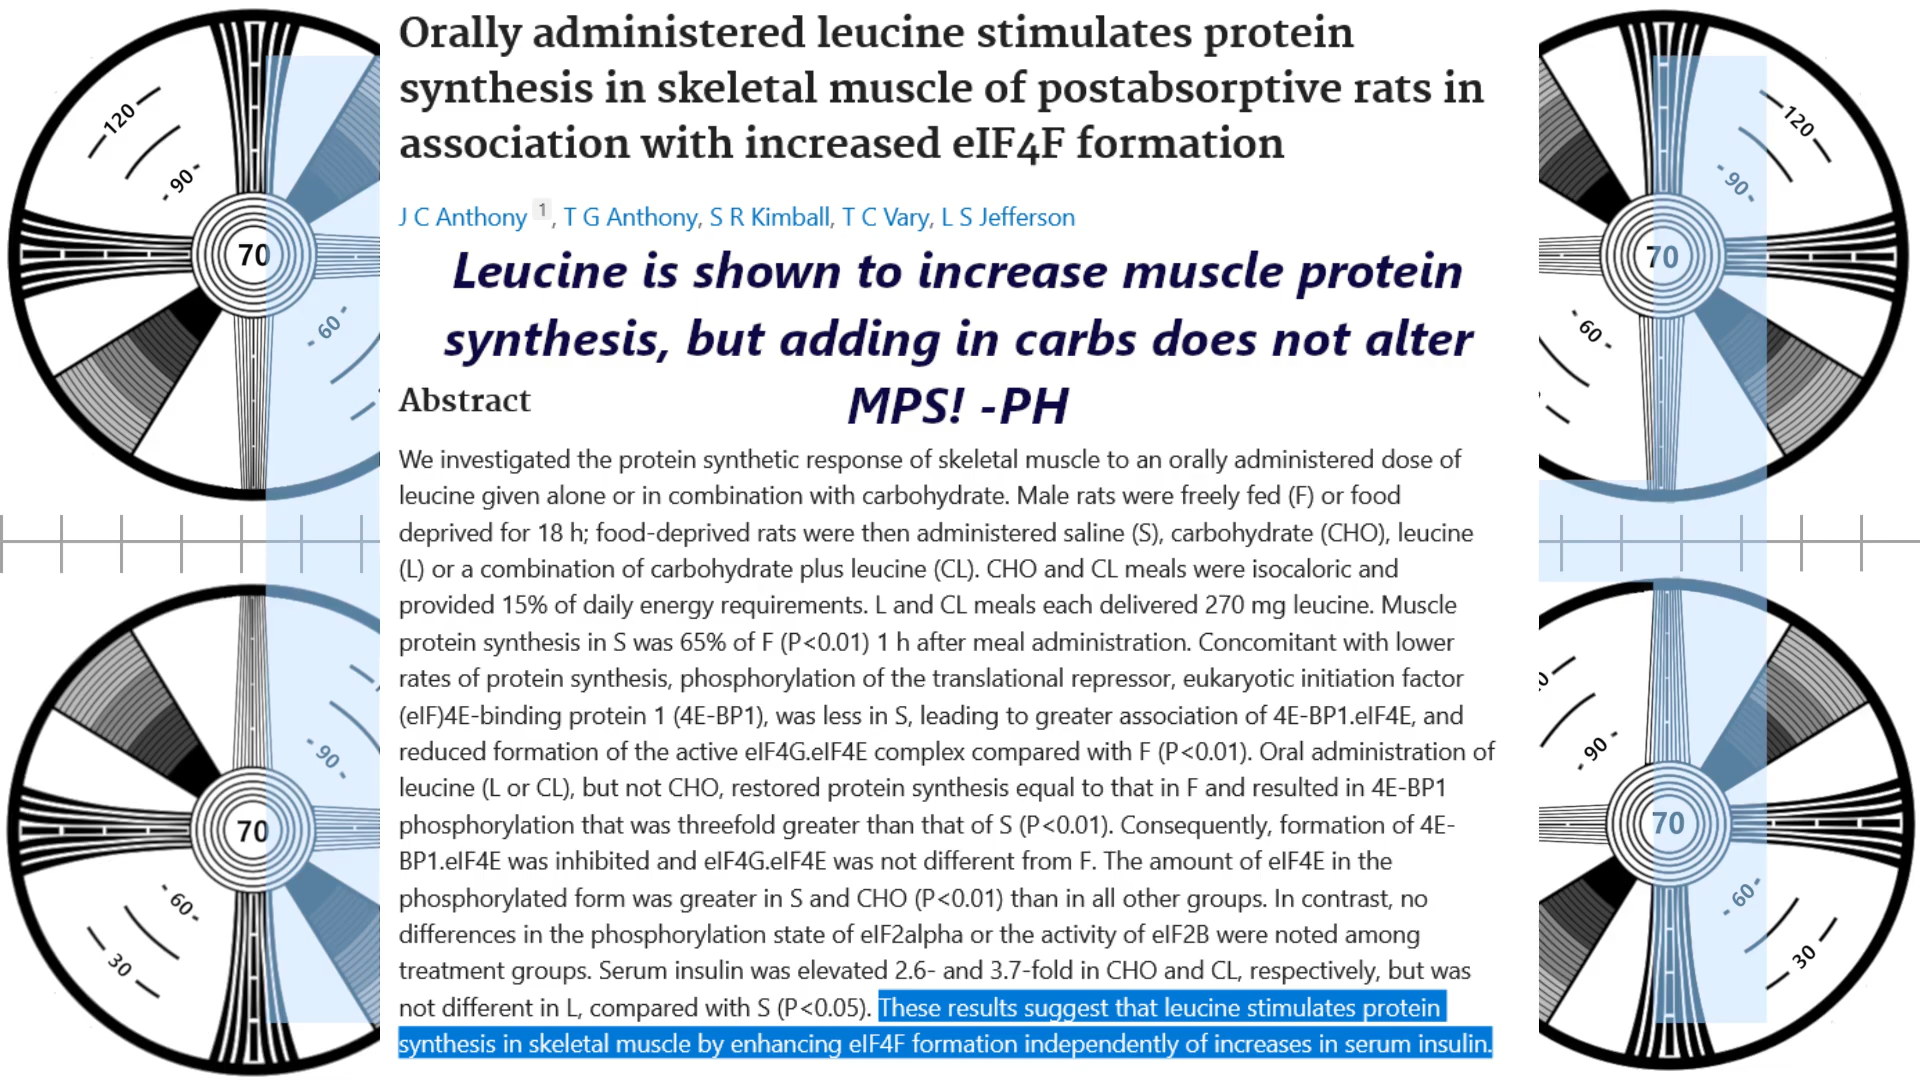 Orally administered leucine stimulates protein
synthesis in skeletal muscle of postabsorptive rats in
association with increased eIF4F formation
J C Anthony 1, T G Anthony, S R Kimball, T C Vary, L S Jefferson
Leucine is shown to increase muscle protein
synthesis, but adding in carbs does not alter
MPS! -PH
Abstract
We investigated the protein synthetic response of skeletal muscle to an orally administered dose of
leucine given alone or in combination with carbohydrate. Male rats were freely fed (F) or food
deprived for 18 h; food-deprived rats were then administered saline (S), carbohydrate (CHO), leucine
(L) or a combination of carbohydrate plus leucine (CL). CHO and CL meals were isocaloric and
provided 15% of daily energy requirements. L and CL meals each delivered 270 mg leucine. Muscle
protein synthesis in S was 65% of F (P<0.01) 1 h after meal administration. Concomitant with lower
rates of protein synthesis, phosphorylation of the translational repressor, eukaryotic initiation factor
(eIF)4E-binding protein 1 (4E-BP1), was less in S, leading to greater association of 4E-BP1.eIF4E, and
reduced formation of the active eIF4G.eIF4E complex compared with F (P<0.01). Oral administration of
leucine (L or CL), but not CHO, restored protein synthesis equal to that in F and resulted in 4E-BP1
phosphorylation that was threefold greater than that of S (P<0.01). Consequently, formation of 4E-
BP1.eIF4E was inhibited and eIF4G.eIF4E was not different from F. The amount of eIF4E in the
phosphorylated form was greater in S and CHO (P<0.01) than in all other groups. In contrast, no
differences in the phosphorylation state of eIF2alpha or the activity of eIF2B were noted among
treatment groups. Serum insulin was elevated 2.6- and 3.7-fold in CHO and CL, respectively, but was
not different in L, compared with S (P<0.05). These results suggest that leucine stimulates protein
synthesis in skeletal muscle by enhancing eIF4F formation independently of increases in serum insulin.
120
- 90 -
70
- 60 -
120
- 90 -
70
- 60 -
- 90 -
70
- 60 -
30
- 90 -
70
- 60 -
30